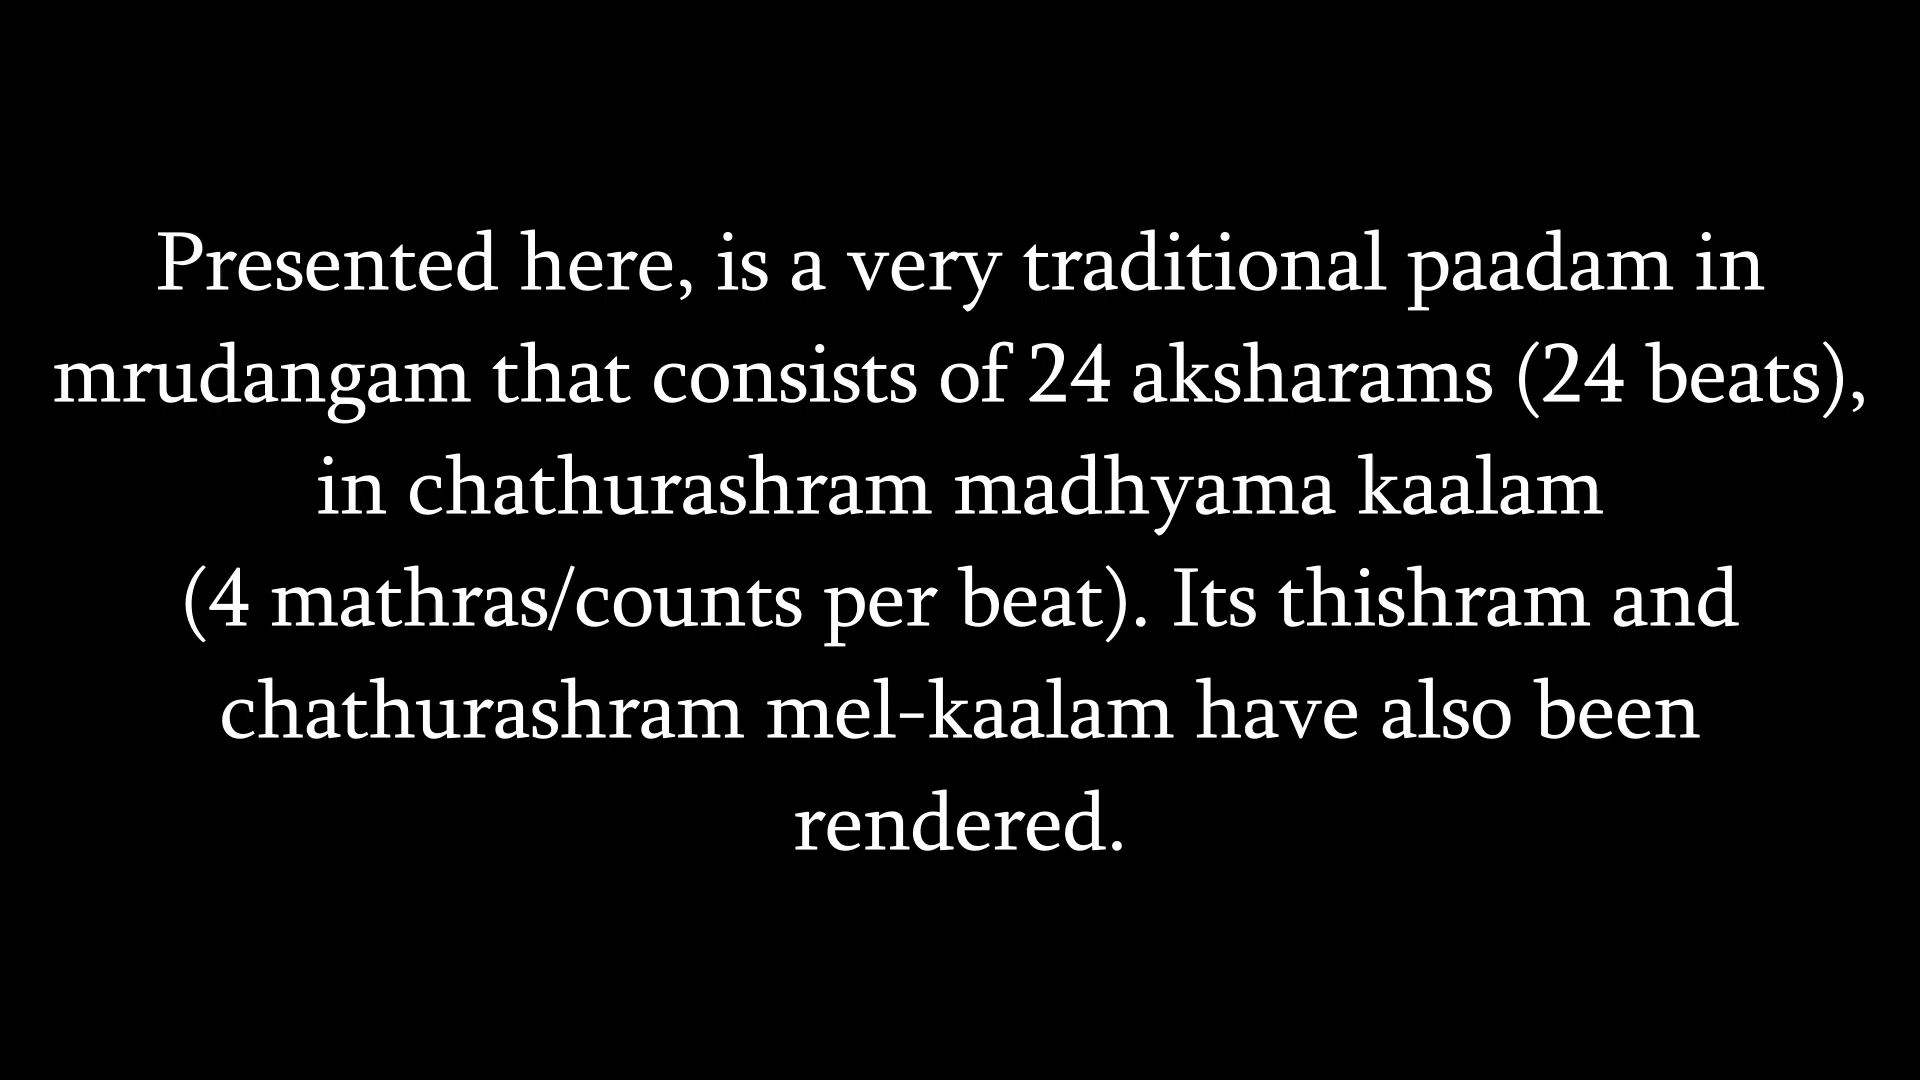 Presented here, is a very traditional paadam in
mrudangam that consists of 24 aksharams (24 beats),
in chathurashram madhyama kaalam
(4 mathras/counts per beat). Its thishram and
chathurashram mel-kaalam have also been
rendered.